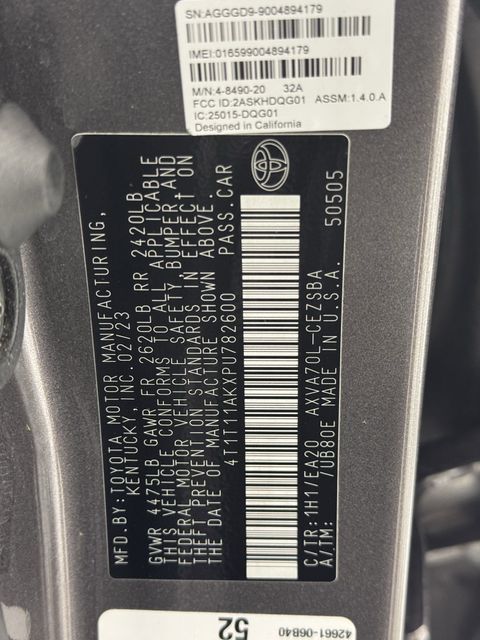 SN:AGGGD9-9004894179
IMEI:016599004894179
M/N:4-8490-20 32A
FCC ID:2ASKHDQG01 ASSM:1.4.0.A
IC:25015-DQG01
Designed in California
MFD.BY:TOYOTA MOTOR MANUFACTURING,
KENTUCKY, INC. 02/23
GVWR 4475LB GAWR FR 2620LB RR 2420LB
THIS VEHICLE CONFORMS TO ALL APPLICABLE
FEDERAL MOTOR VEHICLE SAFETY, BUMPER AND
THEFT PREVENTION STANDARDS IN EFFECT ON
THE DATE OF MANUFACTURE SHOWN ABOVE.
4T1T11AKXPU782600 PASS.CAR
C/TR:1H1/EA20 AXVA70L-CEZSBA
A/TM: /UB80E MADE IN U.S.A. 50505
52
42661-06B40